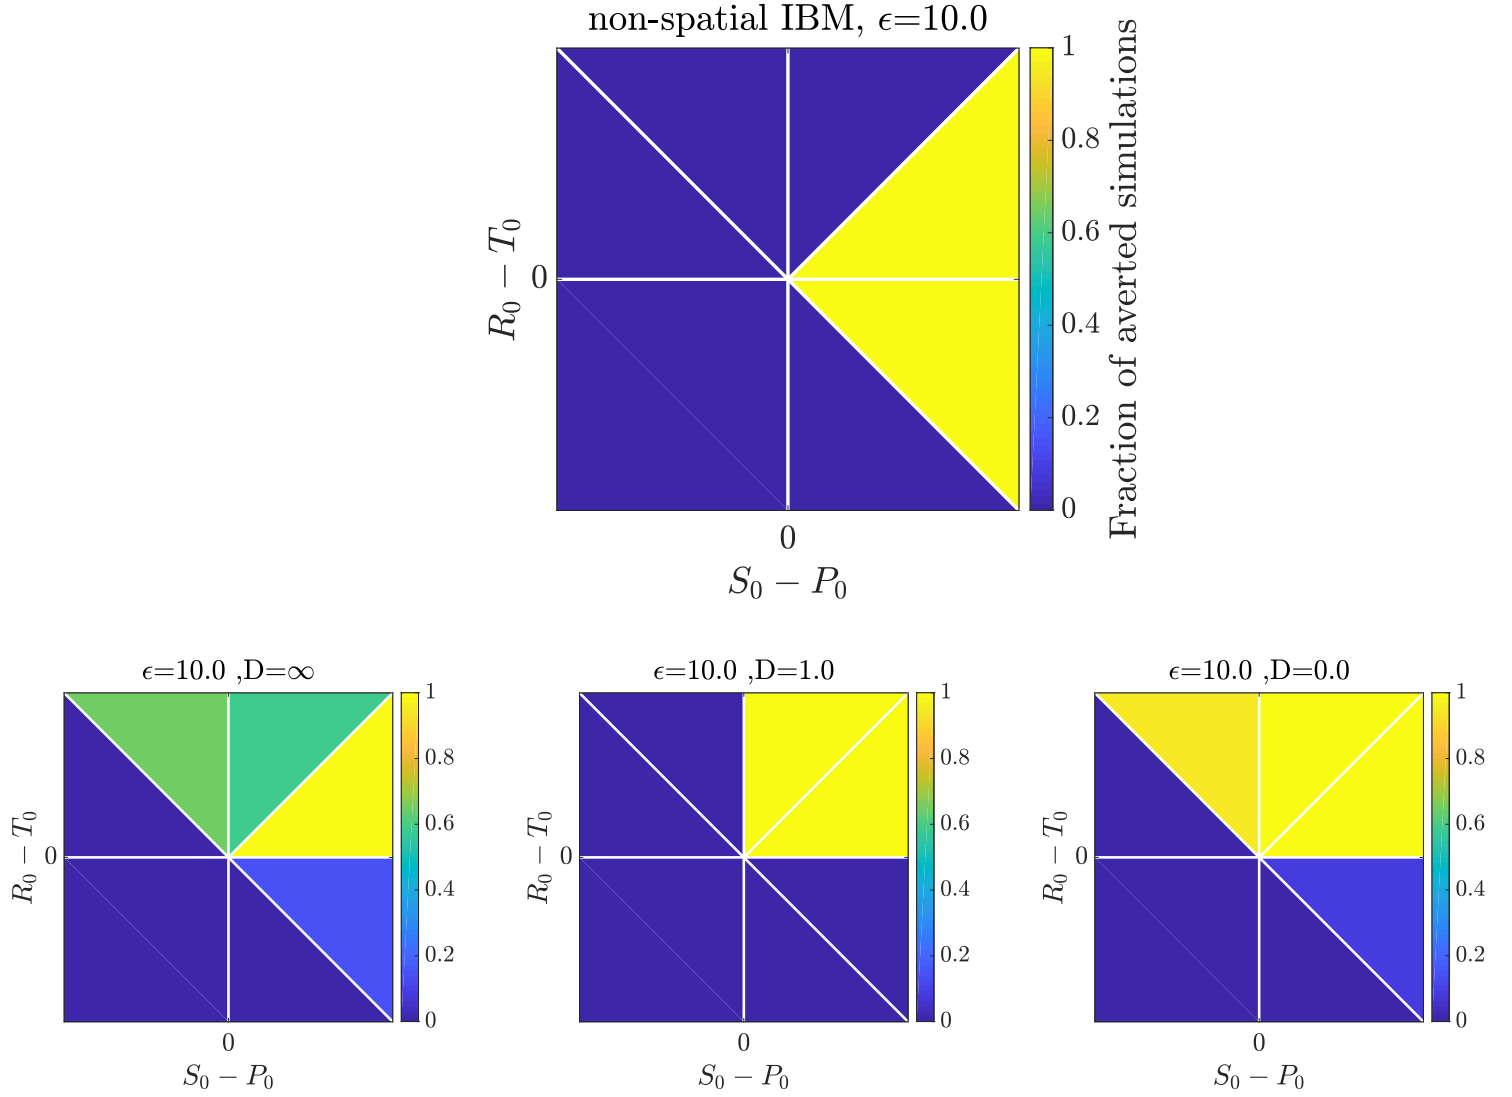 non-spatial IBM, ϵ=10.0
1
0.8
0.6
0.4
0.2
0
Fraction of averted simulations
R₀ − T₀
0
0
S₀ − P₀
ϵ=10.0 ,D=∞
1
0.8
0.6
0.4
0.2
0
R₀ − T₀
0
0
S₀ − P₀
ϵ=10.0 ,D=1.0
1
0.8
0.6
0.4
0.2
0
R₀ − T₀
0
0
S₀ − P₀
ϵ=10.0 ,D=0.0
1
0.8
0.6
0.4
0.2
0
R₀ − T₀
0
0
S₀ − P₀